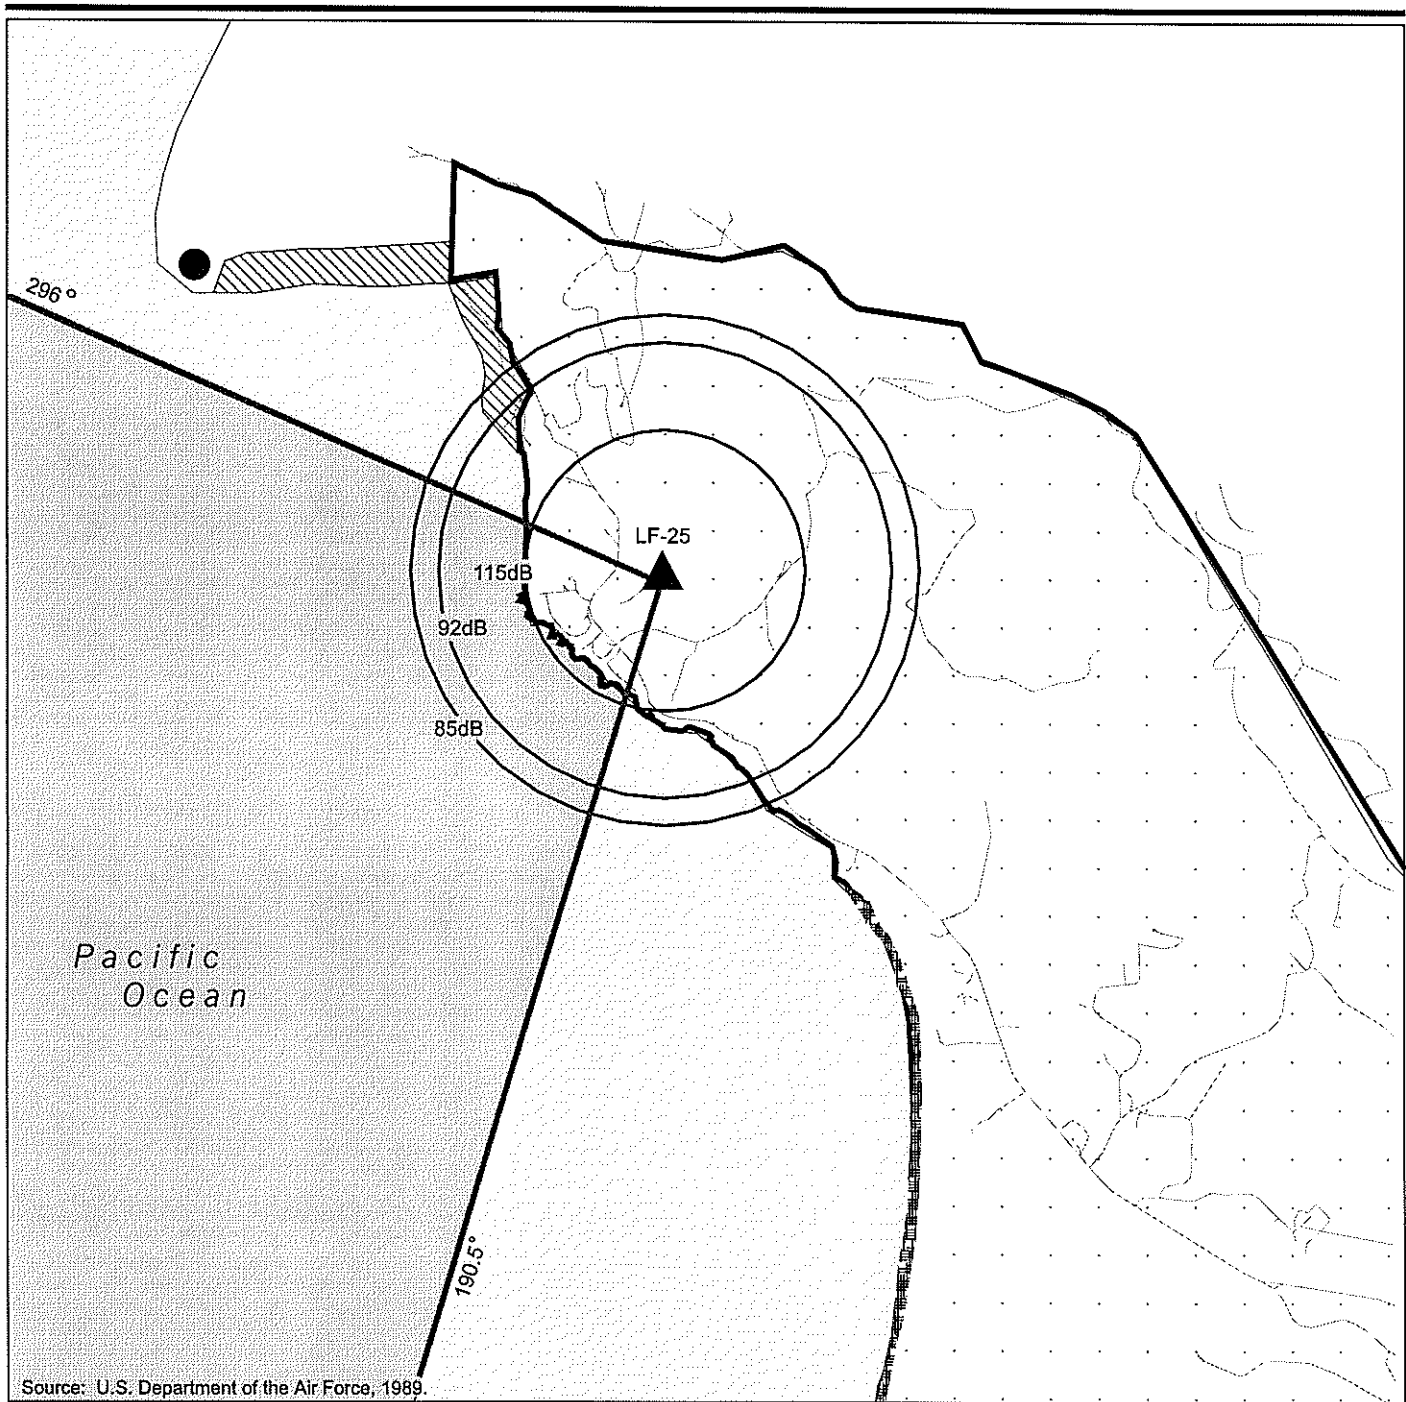 296°
LF-25
115dB
92dB
85dB
Pacific
Ocean
190.5°
Source: U.S. Department of the Air Force, 1989.